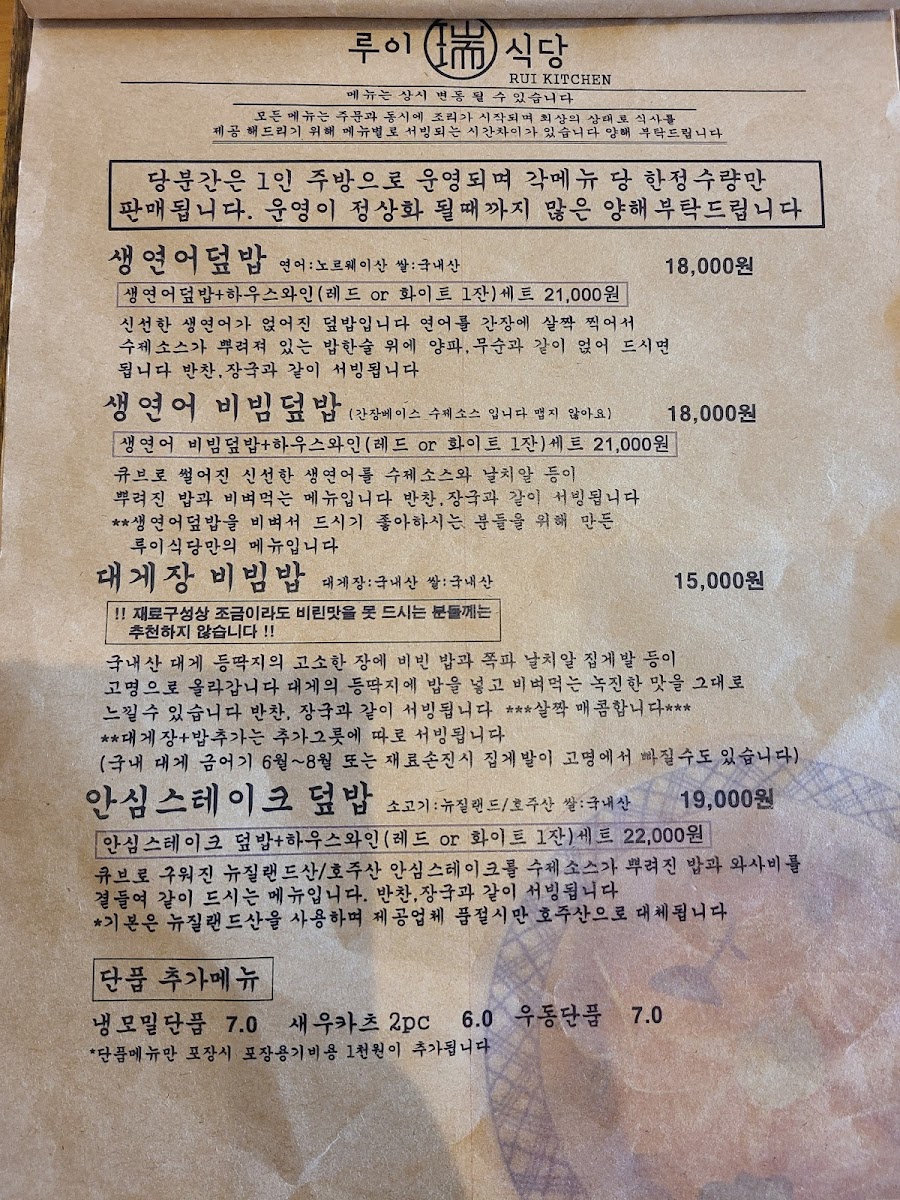 루이 瑞 식당
RUI KITCHEN
메뉴는 상시 변동 될 수 있습니다
모든 메뉴는 주문과 동시에 조리가 시작되며 최상의 상태로 식사를
제공 해드리기 위해 메뉴별로 서빙되는 시간차이가 있습니다 양해 부탁드립니다
당분간은 1인 주방으로 운영되며 각메뉴 당 한정수량만
판매됩니다. 운영이 정상화 될때까지 많은 양해부탁드립니다
생연어덮밥 연어:노르웨이산 쌀:국내산 18,000원
생연어덮밥+하우스와인(레드 or 화이트 1잔)세트 21,000원
신선한 생연어가 얹어진 덮밥입니다 연어를 간장에 살짝 찍어서
수제소스가 뿌려져 있는 밥한술 위에 양파,무순과 같이 얹어 드시면
됩니다 반찬,장국과 같이 서빙됩니다
생연어 비빔덮밥 (간장베이스 수제소스 입니다 맵지 않아요) 18,000원
생연어 비빔덮밥+하우스와인(레드 or 화이트 1잔)세트 21,000원
큐브로 썰어진 신선한 생연어를 수제소스와 날치알 등이
뿌려진 밥과 비벼먹는 메뉴입니다 반찬,장국과 같이 서빙됩니다
**생연어덮밥을 비벼서 드시기 좋아하시는 분들을 위해 만든
루이식당만의 메뉴입니다
대게장 비빔밥 대게장:국내산 쌀:국내산 15,000원
!! 재료구성상 조금이라도 비린맛을 못 드시는 분들께는
추천하지 않습니다 !!
국내산 대게 등딱지의 고소한 장에 비빈 밥과 쪽파 날치알 집게발 등이
고명으로 올라갑니다 대게의 등딱지에 밥을 넣고 비벼먹는 녹진한 맛을 그대로
느낄수 있습니다 반찬, 장국과 같이 서빙됩니다 ***살짝 매콤합니다***
**대게장+밥추가는 추가그릇에 따로 서빙됩니다
(국내 대게 금어기 6월~8월 또는 재료손진시 집게발이 고명에서 빠질수도 있습니다)
안심스테이크 덮밥 소고기:뉴질랜드/호주산 쌀:국내산 19,000원
안심스테이크 덮밥+하우스와인(레드 or 화이트 1잔)세트 22,000원
큐브로 구워진 뉴질랜드산/호주산 안심스테이크를 수제소스가 뿌려진 밥과 와사비를
곁들여 같이 드시는 메뉴입니다. 반찬,장국과 같이 서빙됩니다
*기본은 뉴질랜드산을 사용하며 제공업체 품절시만 호주산으로 대체됩니다
단품 추가메뉴
냉모밀단품 7.0 새우카츠 2pc 6.0 우동단품 7.0
*단품메뉴만 포장시 포장용기비용 1천원이 추가됩니다